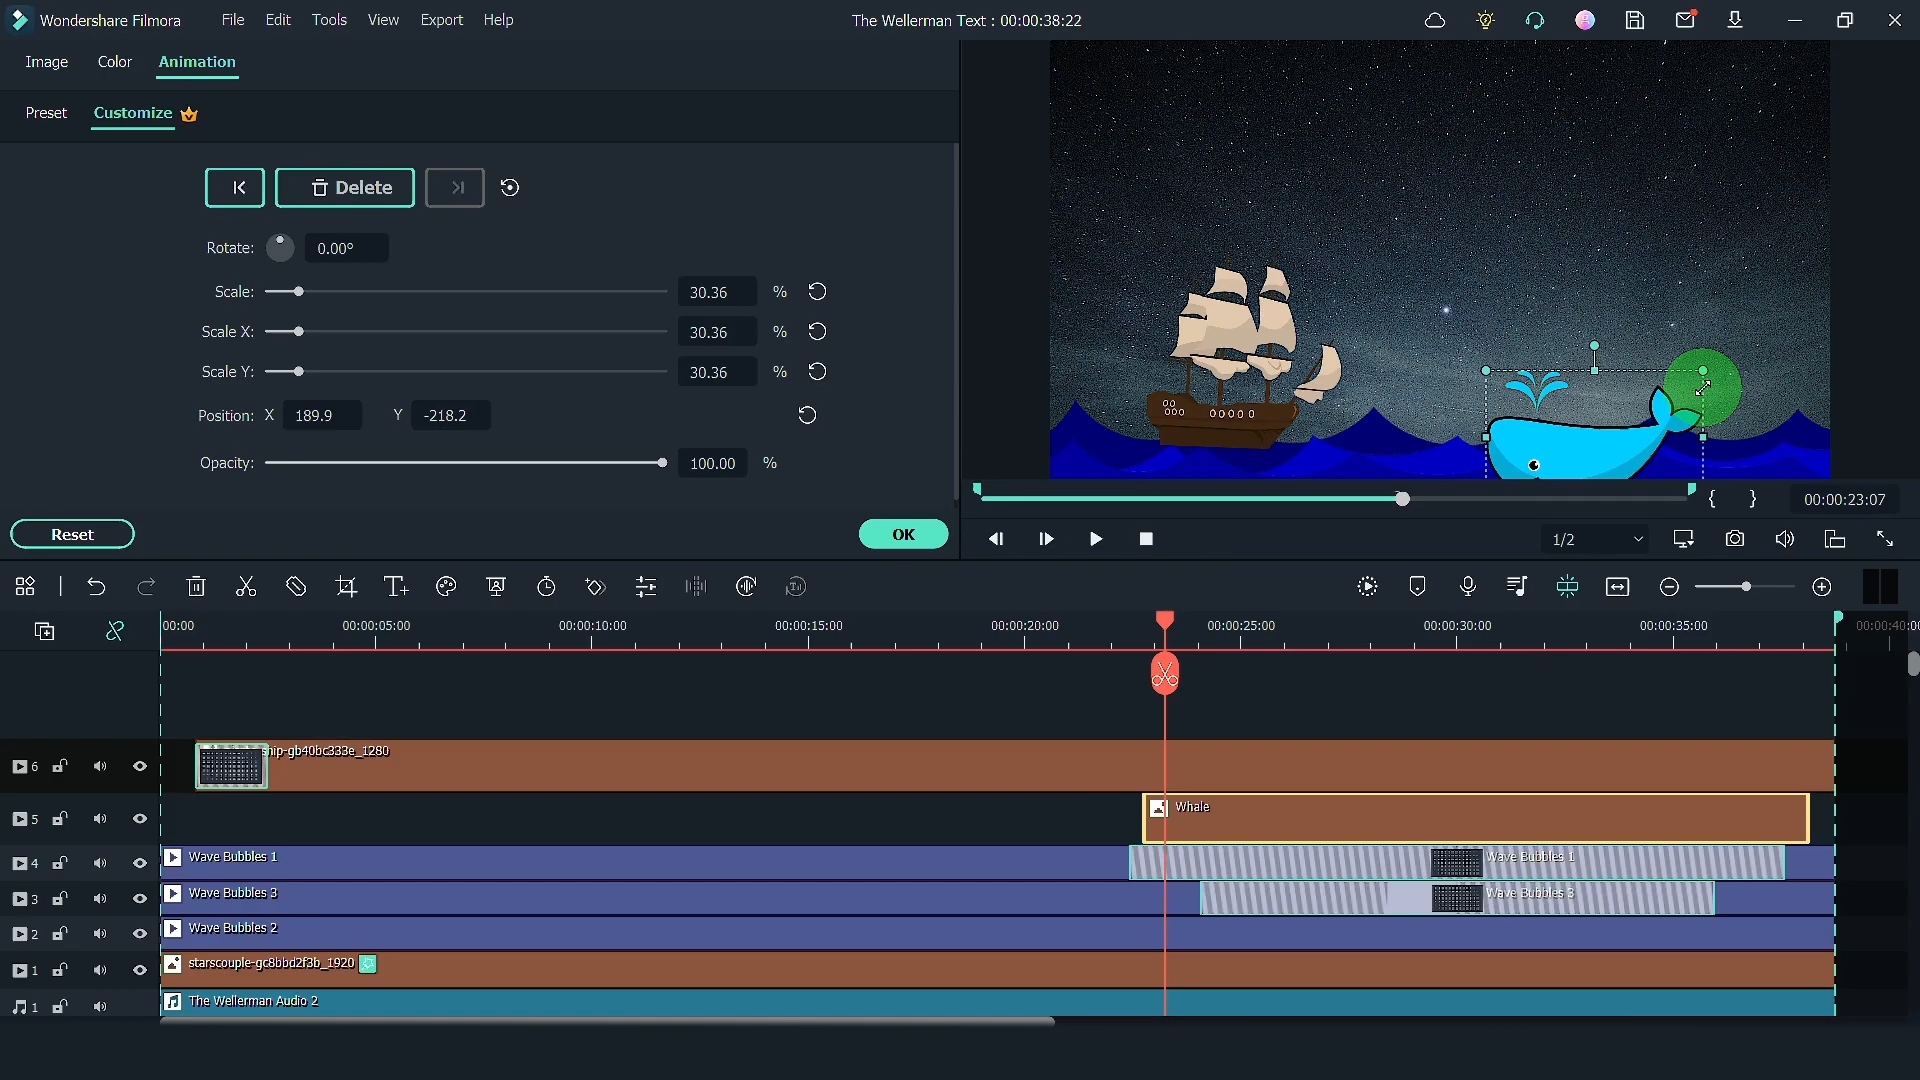 Wondershare Filmora File Edit Tools View Export Help The Wellerman Text : 00:00:38:22
Image Color Animation
Preset Customize
Delete
Rotate: 0.00°
Scale: 30.36 %
Scale X: 30.36 %
Scale Y: 30.36 %
Position: X 189.9 Y -218.2
Opacity: 100.00 %
{ } 00:00:23:07
Reset OK
1/2
00:00 00:00:05:00 00:00:10:00 00:00:15:00 00:00:20:00 00:00:25:00 00:00:30:00 00:00:35:00 00:00:40:00
6 ship-gb40bc333e_1280
5 Whale
4 Wave Bubbles 1 Wave Bubbles 1
3 Wave Bubbles 3 Wave Bubbles 3
2 Wave Bubbles 2
1 starscouple-gc8bbd2f3b_1920
1 The Wellerman Audio 2